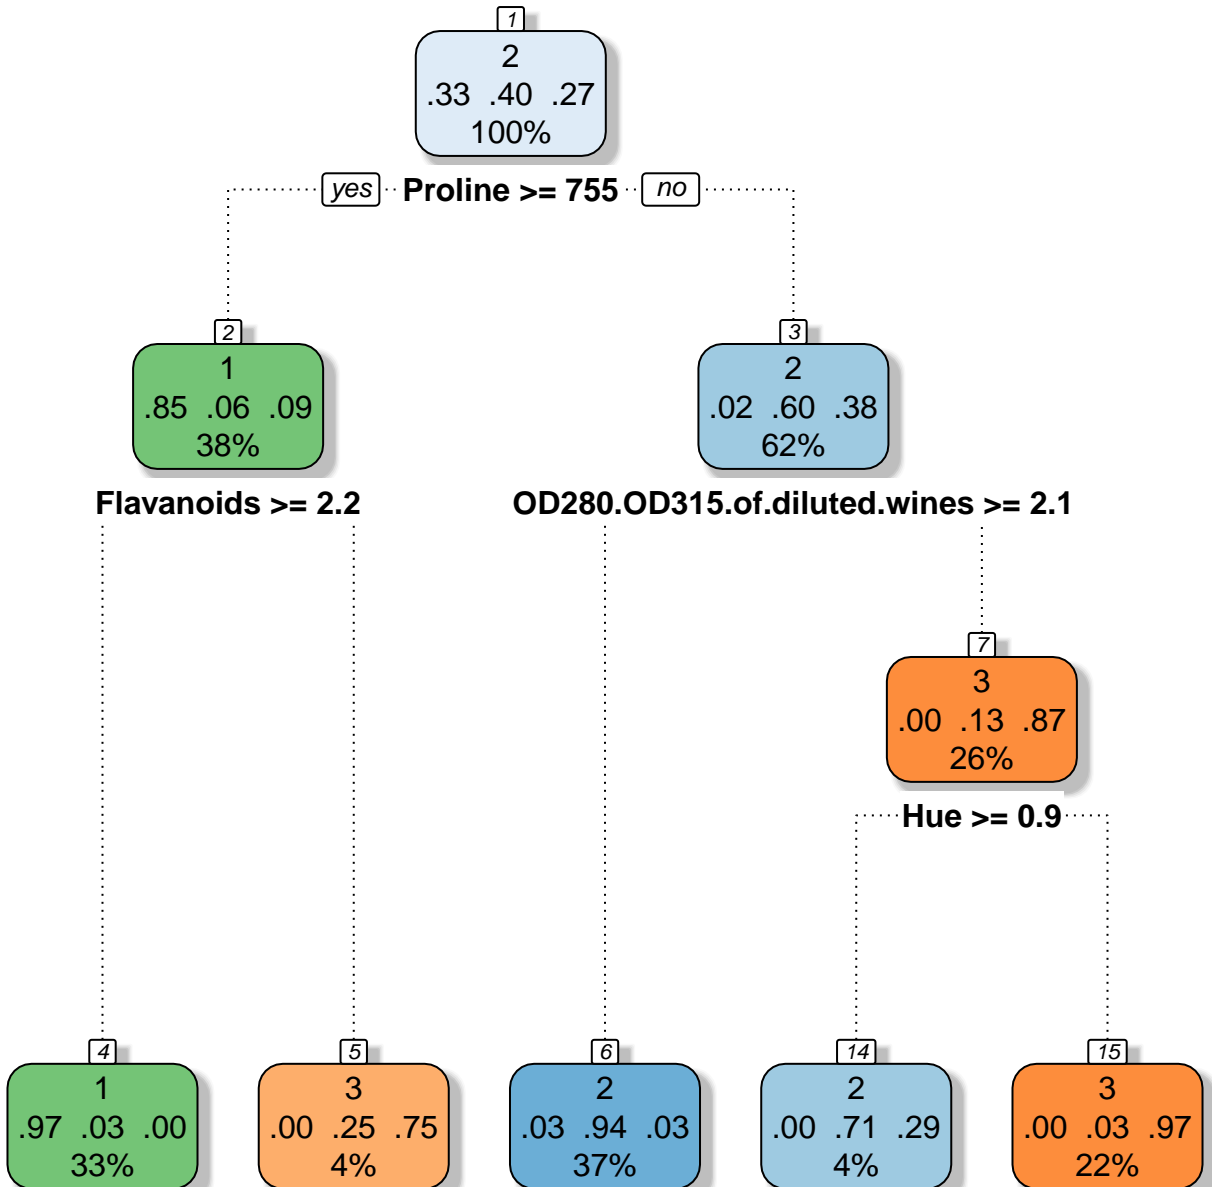 1
2
.33 .40 .27
100%
yes Proline >= 755 no
2
1
.85 .06 .09
38%
3
2
.02 .60 .38
62%
Flavanoids >= 2.2
OD280.OD315.of.diluted.wines >= 2.1
7
3
.00 .13 .87
26%
Hue >= 0.9
4
1
.97 .03 .00
33%
5
3
.00 .25 .75
4%
6
2
.03 .94 .03
37%
14
2
.00 .71 .29
4%
15
3
.00 .03 .97
22%